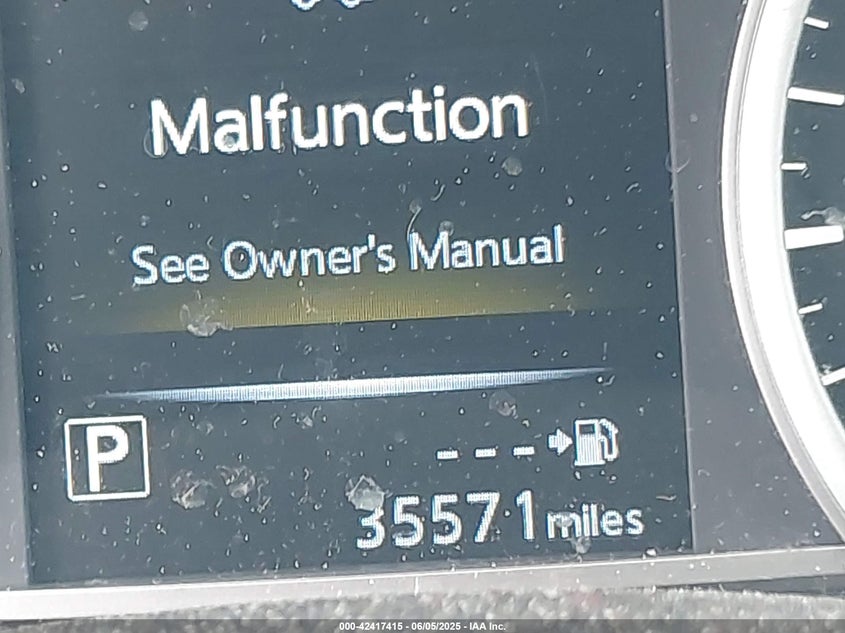 Malfunction
See Owner's Manual
P
---
35571 miles
000-42417415 - 06/05/2025 - IAA Inc.